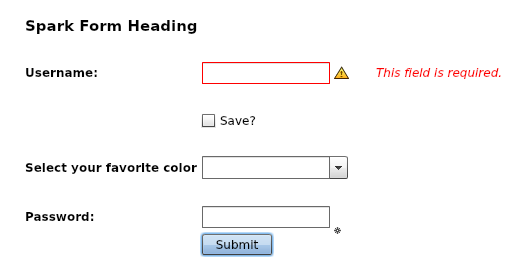 Spark Form Heading
Username: This field is required.
Save?
Select your favorite color
Password:
*
Submit